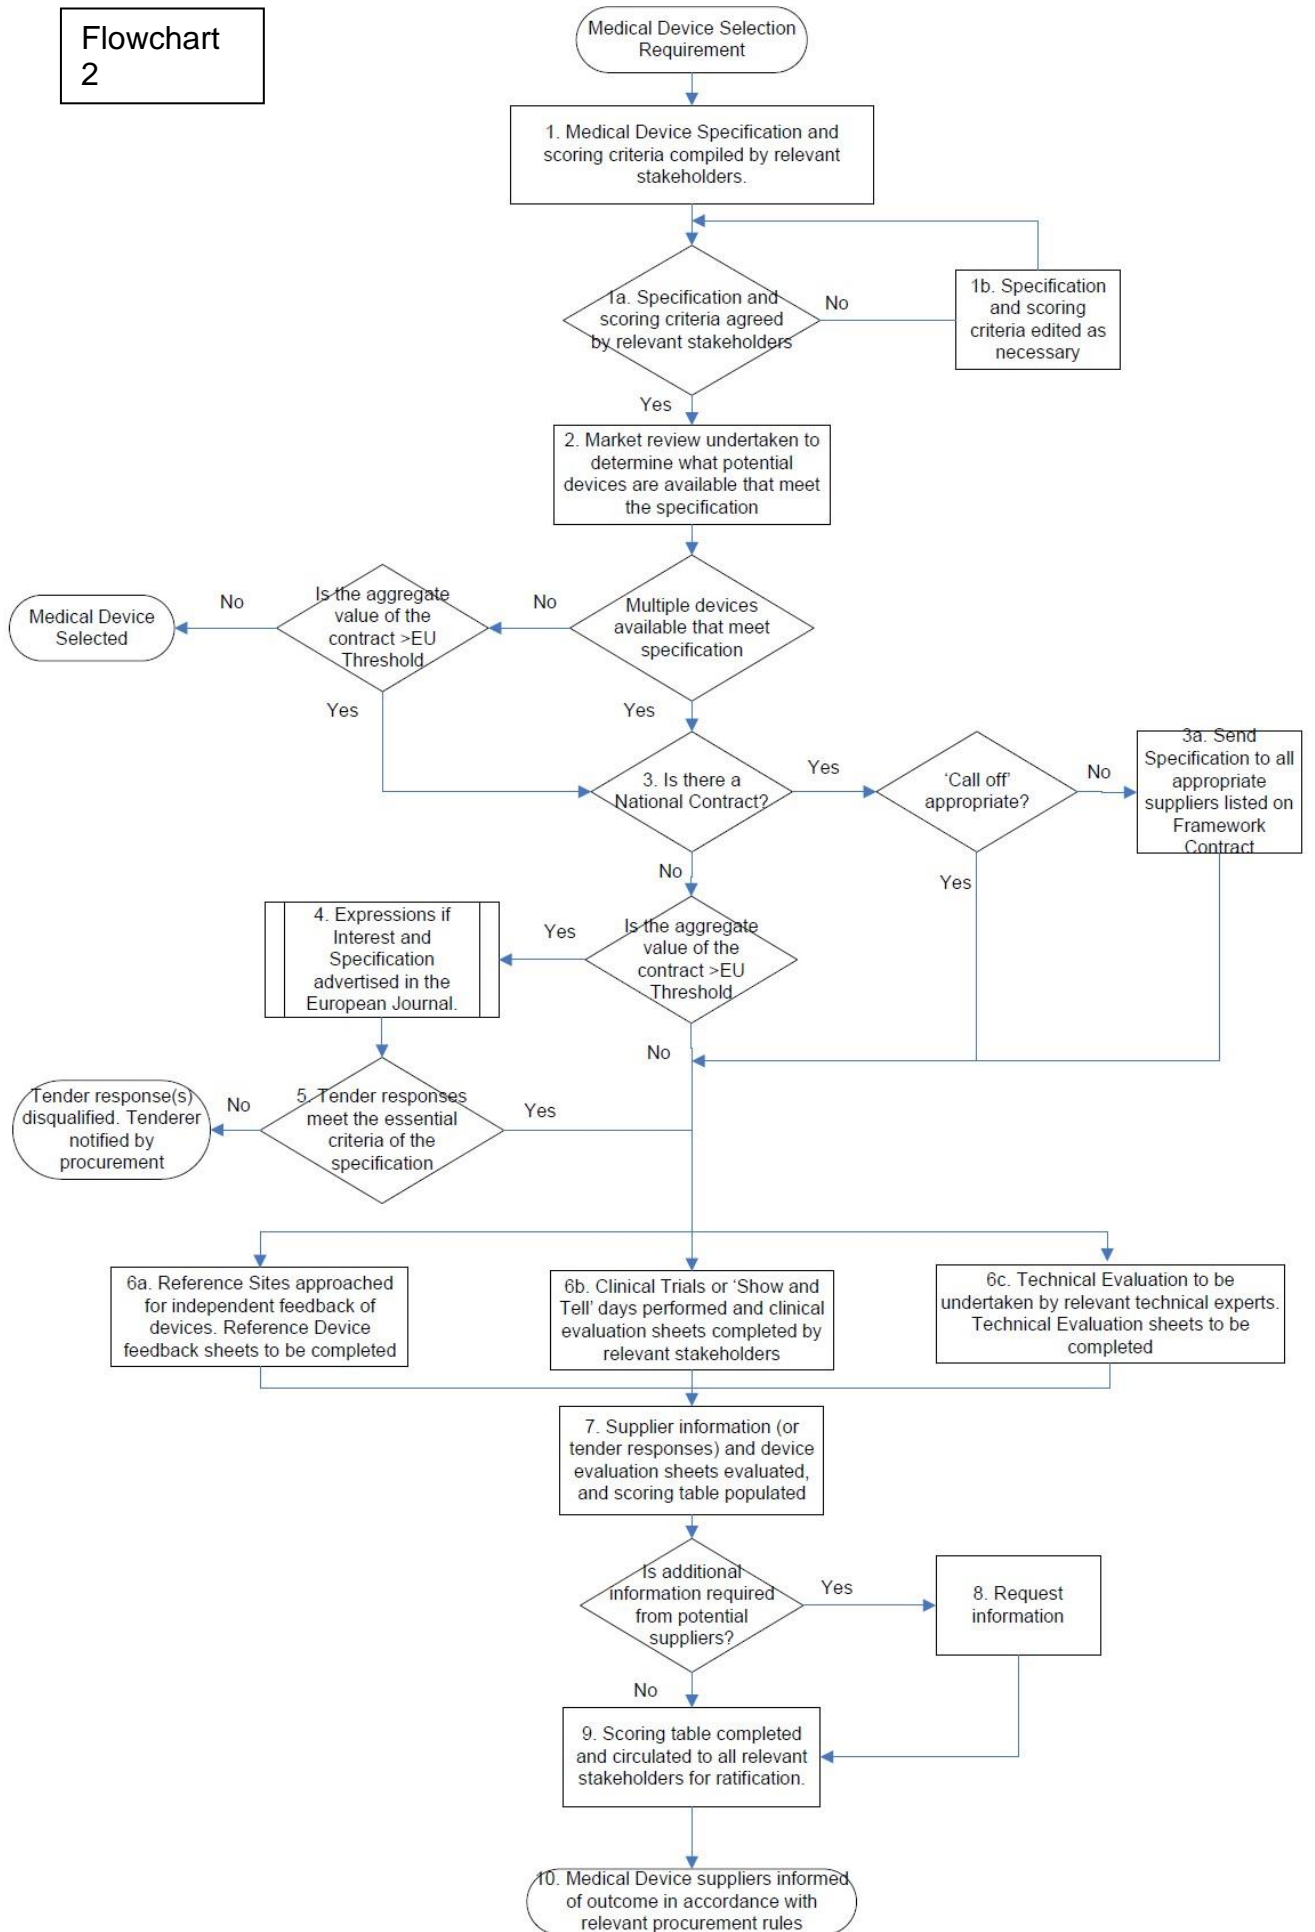 Flowchart
2
Medical Device Selection
Requirement
1. Medical Device Specification and
scoring criteria compiled by relevant
stakeholders.
1a. Specification and
scoring criteria agreed
by relevant stakeholders
No
1b. Specification
and scoring
criteria edited as
necessary
Yes
2. Market review undertaken to
determine what potential
devices are available that meet
the specification
Multiple devices
available that meet
specification
No
Is the aggregate
value of the
contract >EU
Threshold
No
Medical Device
Selected
Yes
Yes
3. Is there a
National Contract?
Yes
'Call off'
appropriate?
No
3a. Send
Specification to all
appropriate
suppliers listed on
Framework
Contract
No
Yes
Is the aggregate
value of the
contract >EU
Threshold
Yes
4. Expressions if
Interest and
Specification
advertised in the
European Journal.
No
5. Tender responses
meet the essential
criteria of the
specification
No
Tender response(s)
disqualified. Tenderer
notified by
procurement
Yes
6a. Reference Sites approached
for independent feedback of
devices. Reference Device
feedback sheets to be completed
6b. Clinical Trials or 'Show and
Tell' days performed and clinical
evaluation sheets completed by
relevant stakeholders
6c. Technical Evaluation to be
undertaken by relevant technical experts.
Technical Evaluation sheets to be
completed
7. Supplier information (or
tender responses) and device
evaluation sheets evaluated,
and scoring table populated
Is additional
information required
from potential
suppliers?
Yes
8. Request
information
No
9. Scoring table completed
and circulated to all relevant
stakeholders for ratification.
10. Medical Device suppliers informed
of outcome in accordance with
relevant procurement rules